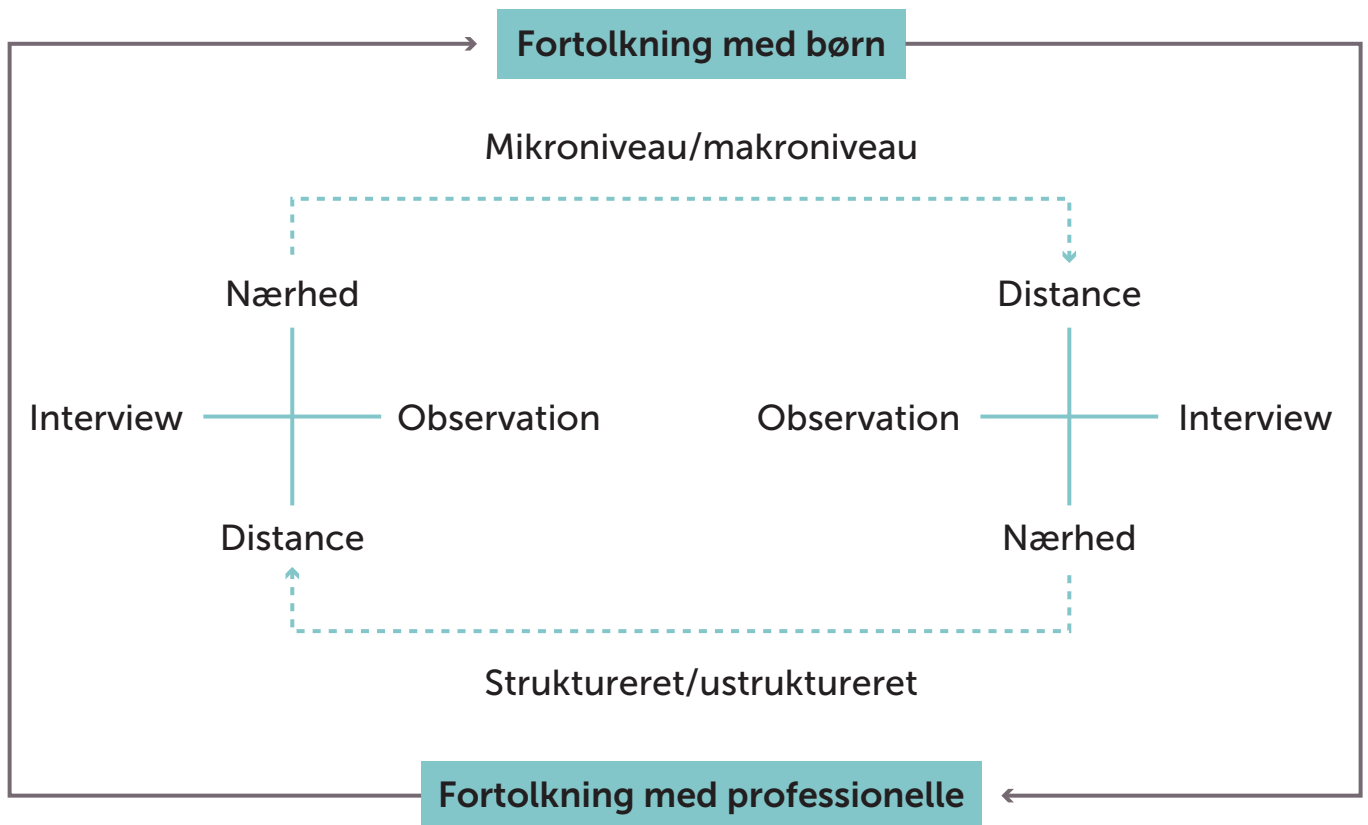 Fortolkning med børn
Mikroniveau/makroniveau
Nærhed
Distance
Interview
Observation
Observation
Interview
Distance
Nærhed
Struktureret/ustruktureret
Fortolkning med professionelle